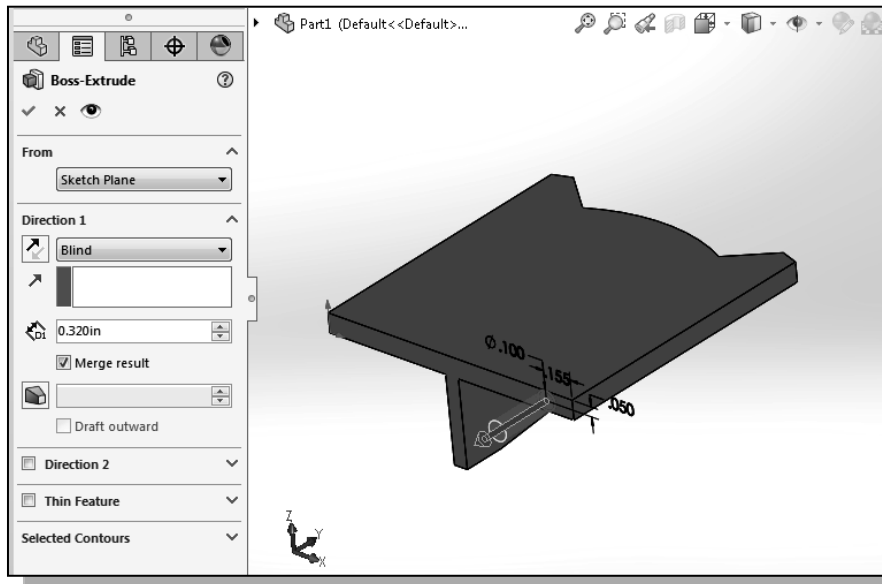 Part1 (Default<<Default>...
Boss-Extrude
From
Sketch Plane
Direction 1
Blind
D1
0.320in
Merge result
Draft outward
Direction 2
Thin Feature
Selected Contours
Ø.100
.155
.050
Z
Y
X